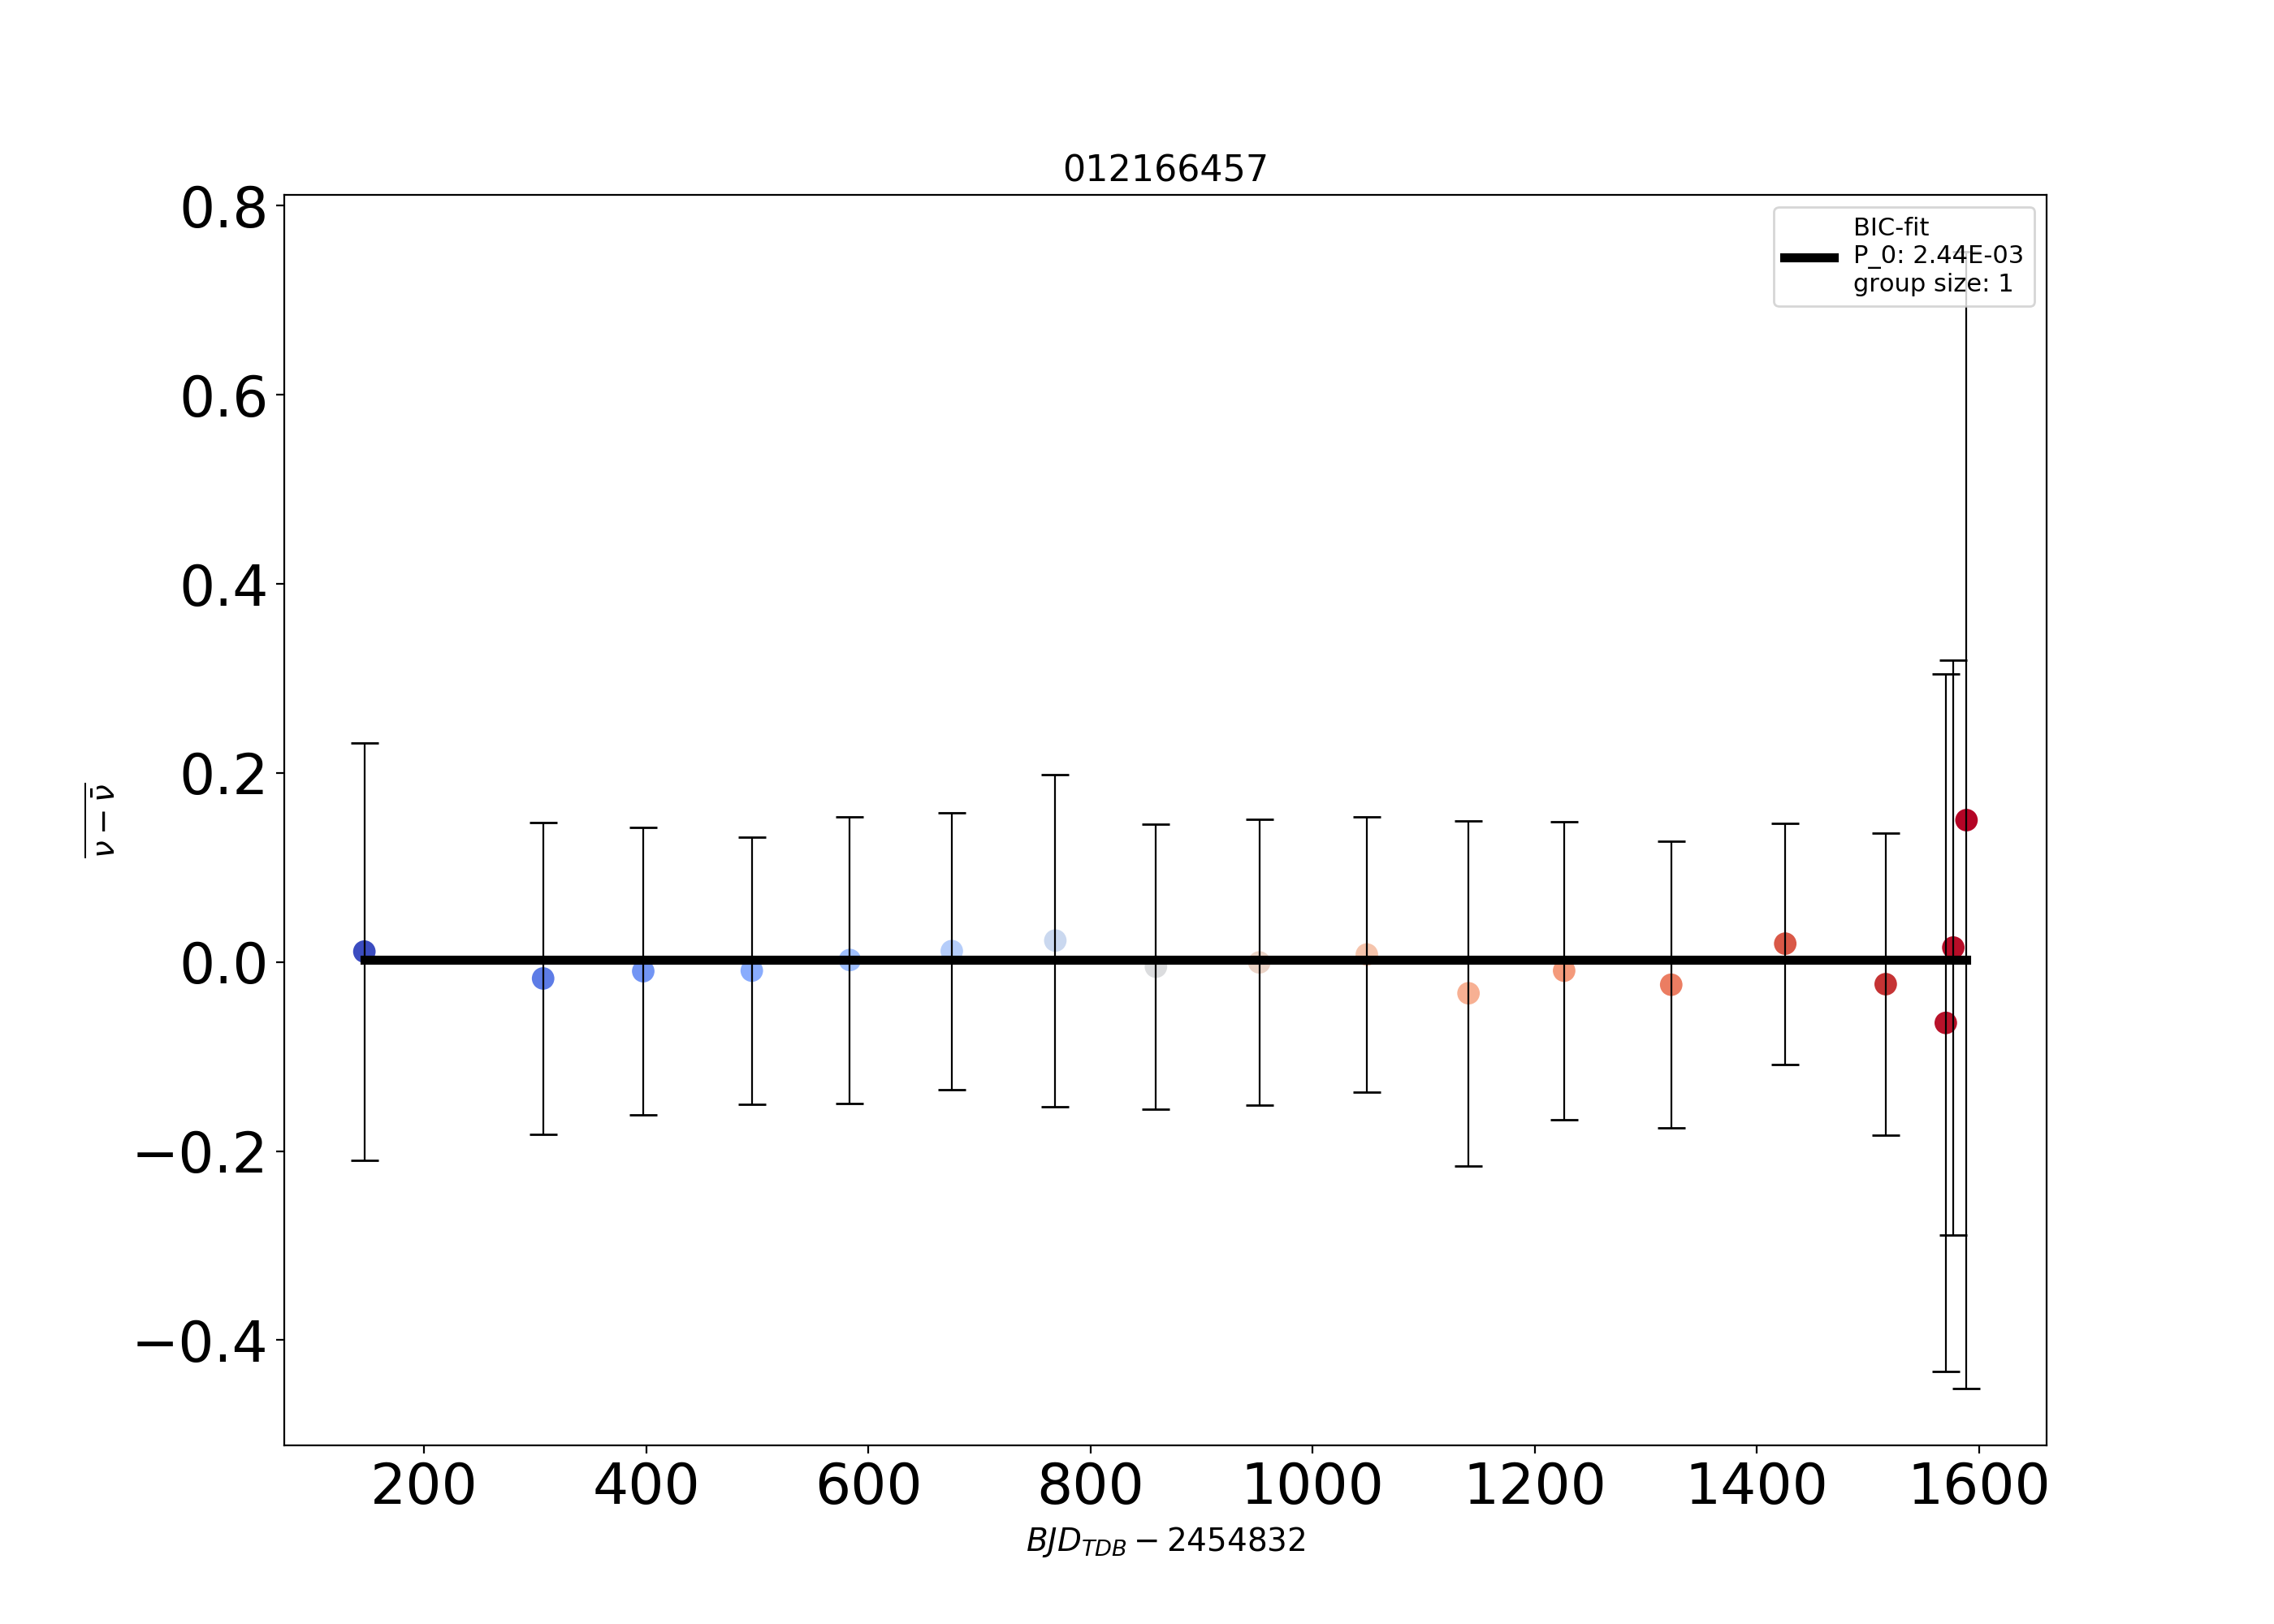 012166457
BIC-fit
P_0: 2.44E-03
group size: 1
0.8
0.6
0.4
0.2
0.0
−0.2
−0.4
ν − ν̄
200 400 600 800 1000 1200 1400 1600
BJD_TDB − 2454832